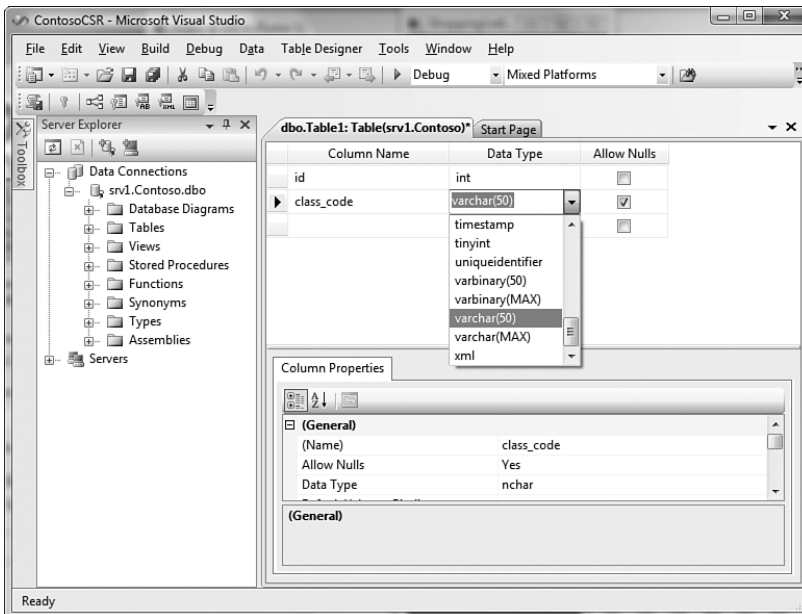 ContosoCSR - Microsoft Visual Studio
File Edit View Build Debug Data Table Designer Tools Window Help
Debug Mixed Platforms
Server Explorer
Toolbox
Data Connections
srv1.Contoso.dbo
Database Diagrams
Tables
Views
Stored Procedures
Functions
Synonyms
Types
Assemblies
Servers
dbo.Table1: Table(srv1.Contoso)* Start Page
Column Name Data Type Allow Nulls
id int
class_code varchar(50)
timestamp
tinyint
uniqueidentifier
varbinary(50)
varbinary(MAX)
varchar(50)
varchar(MAX)
xml
Column Properties
(General)
(Name) class_code
Allow Nulls Yes
Data Type nchar
(General)
Ready